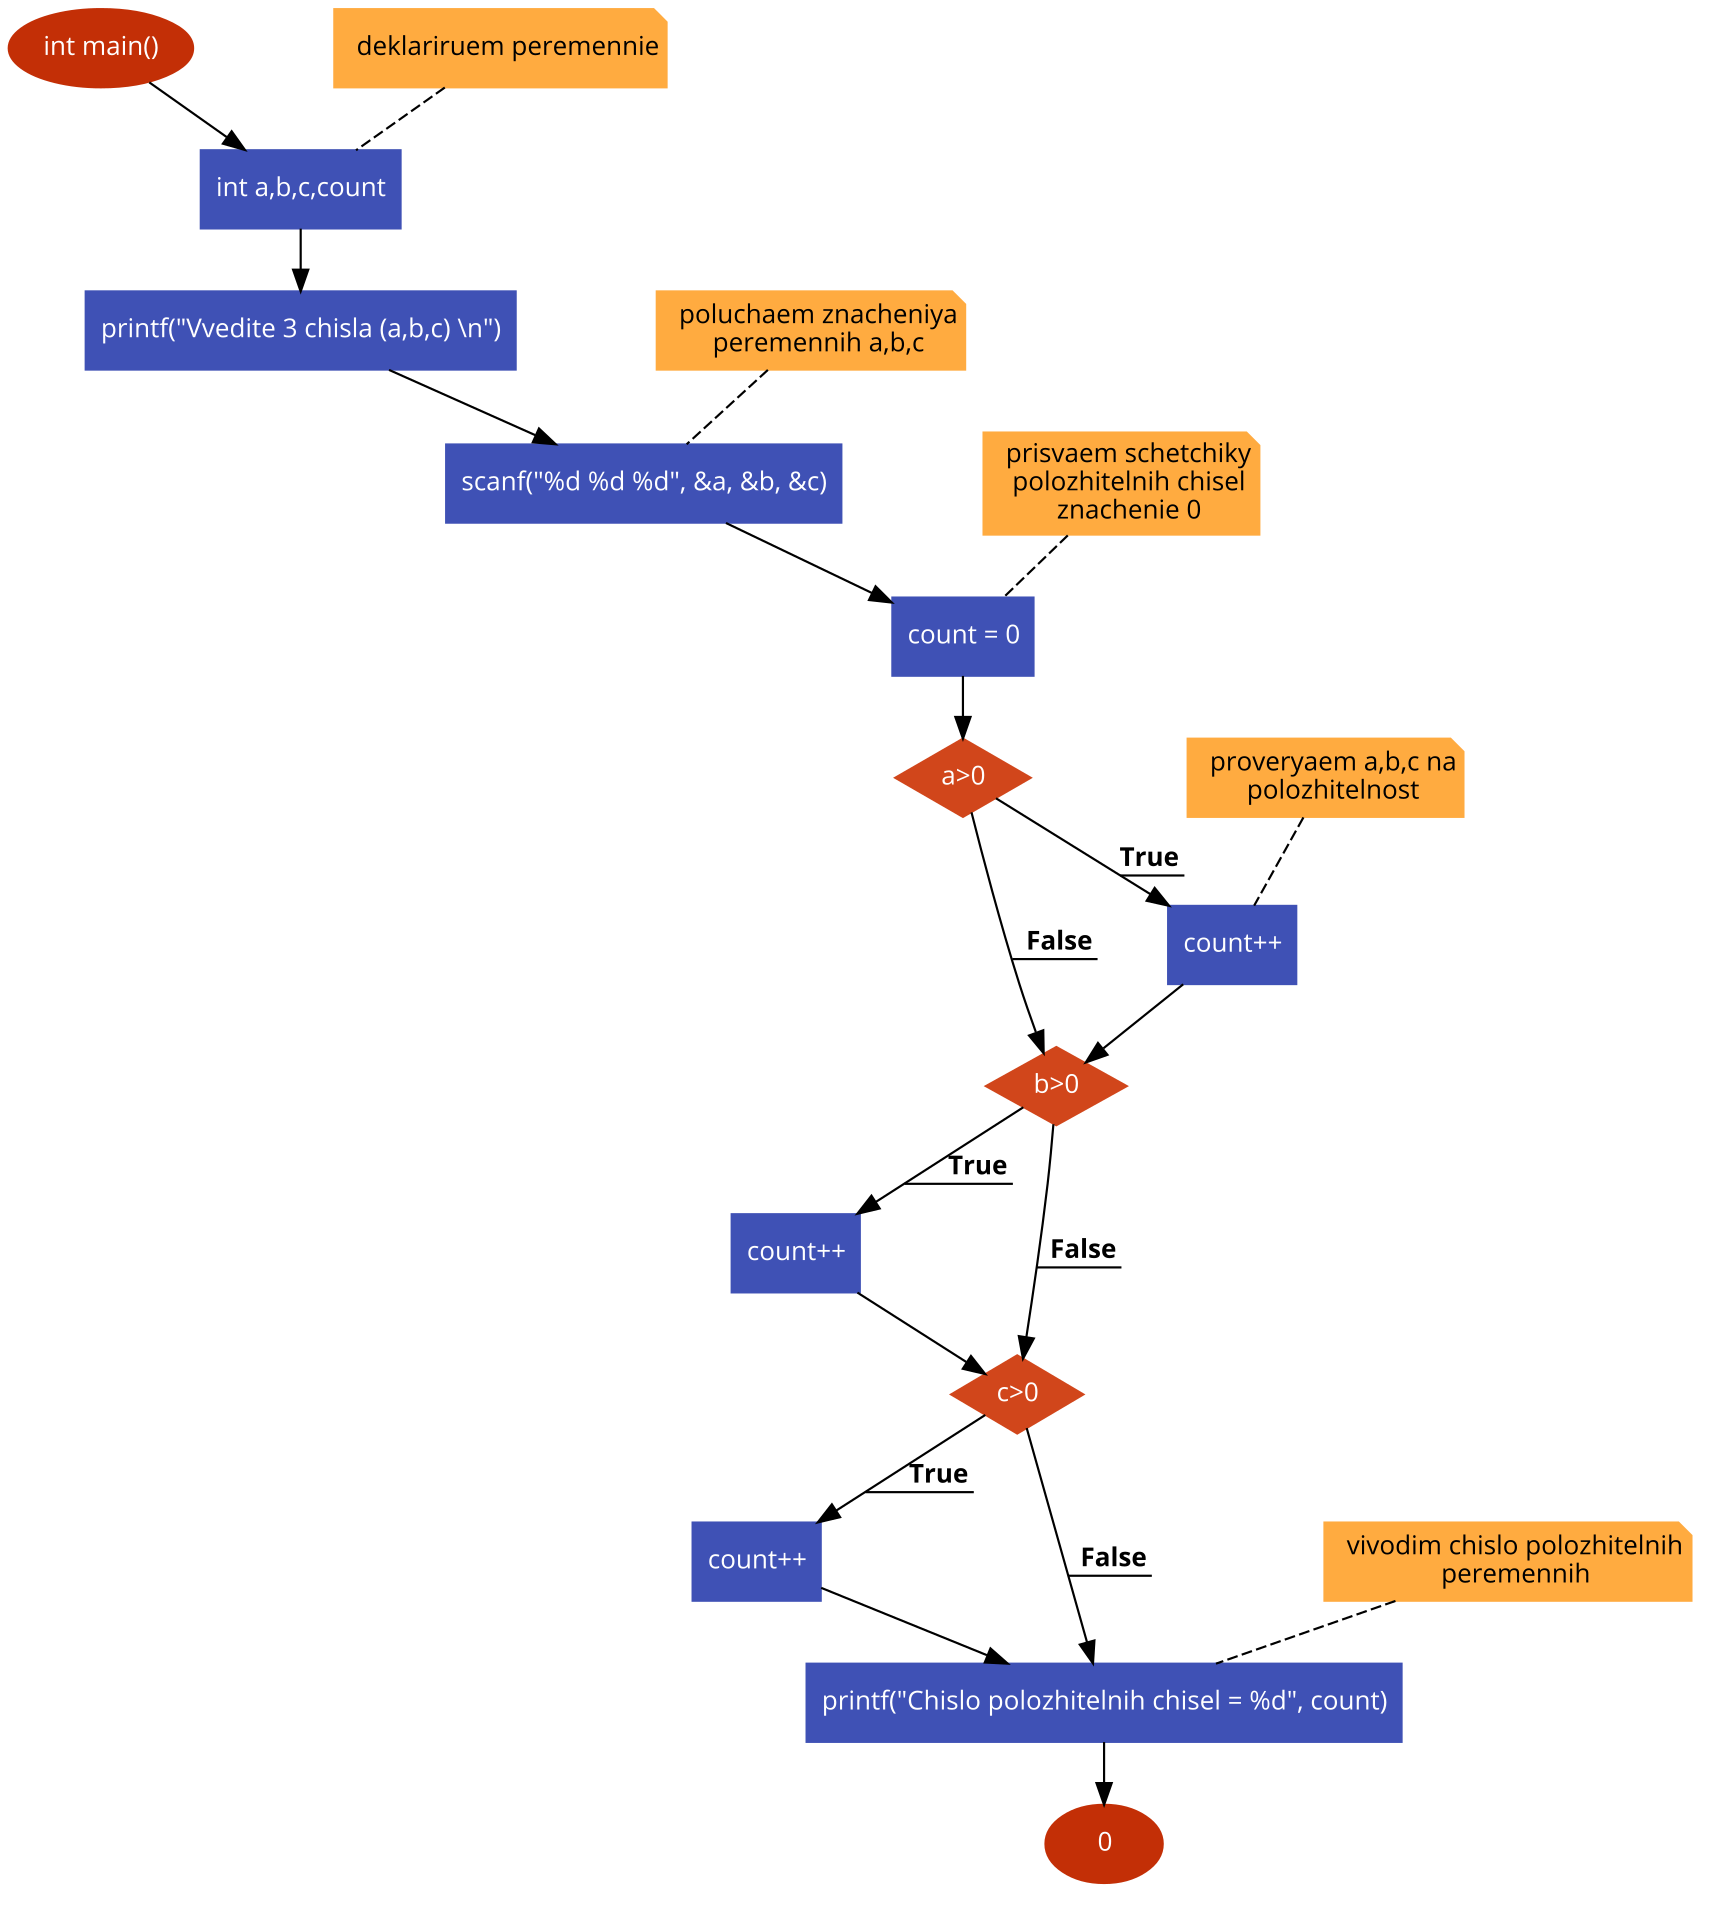 int main()
deklariruem peremennie
int a,b,c,count
printf("Vvedite 3 chisla (a,b,c) \n")
poluchaem znacheniya
peremennih a,b,c
scanf("%d %d %d", &a, &b, &c)
prisvaem schetchiky
polozhitelnih chisel
znachenie 0
count = 0
a>0
proveryaem a,b,c na
polozhitelnost
True
False
count++
b>0
True
False
count++
c>0
True
False
count++
vivodim chislo polozhitelnih
peremennih
printf("Chislo polozhitelnih chisel = %d", count)
0